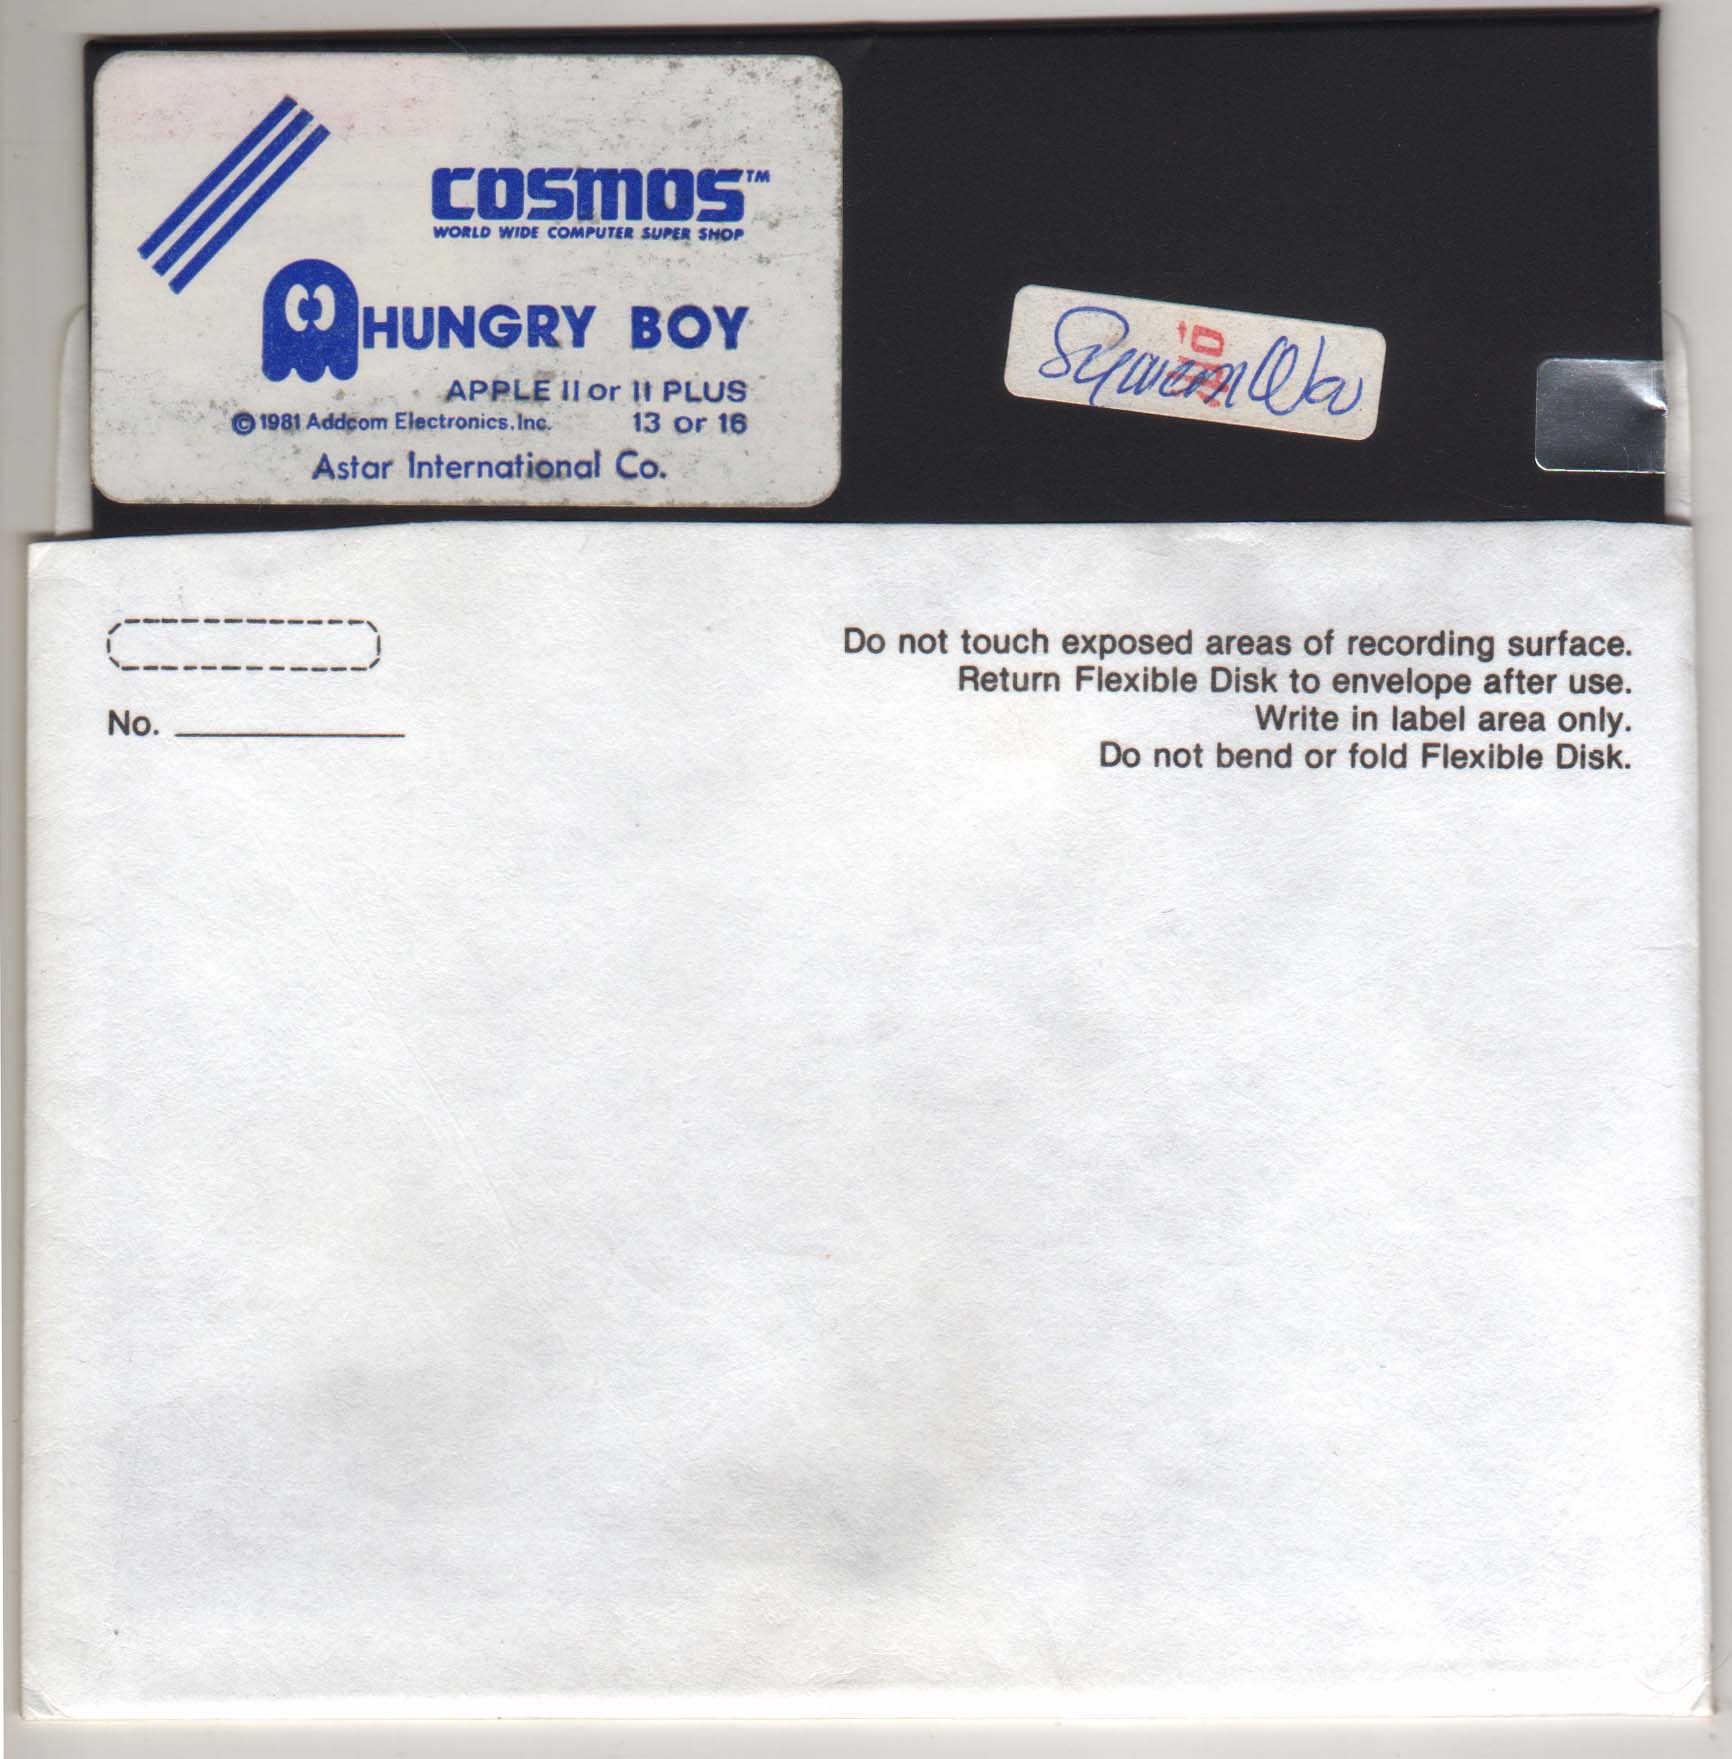 COSMOS™
WORLD WIDE COMPUTER SUPER SHOP
HUNGRY BOY
APPLE II or II PLUS
©1981 Addcom Electronics, Inc. 13 or 16
Astar International Co.
Do not touch exposed areas of recording surface.
Return Flexible Disk to envelope after use.
Write in label area only.
Do not bend or fold Flexible Disk.
No.